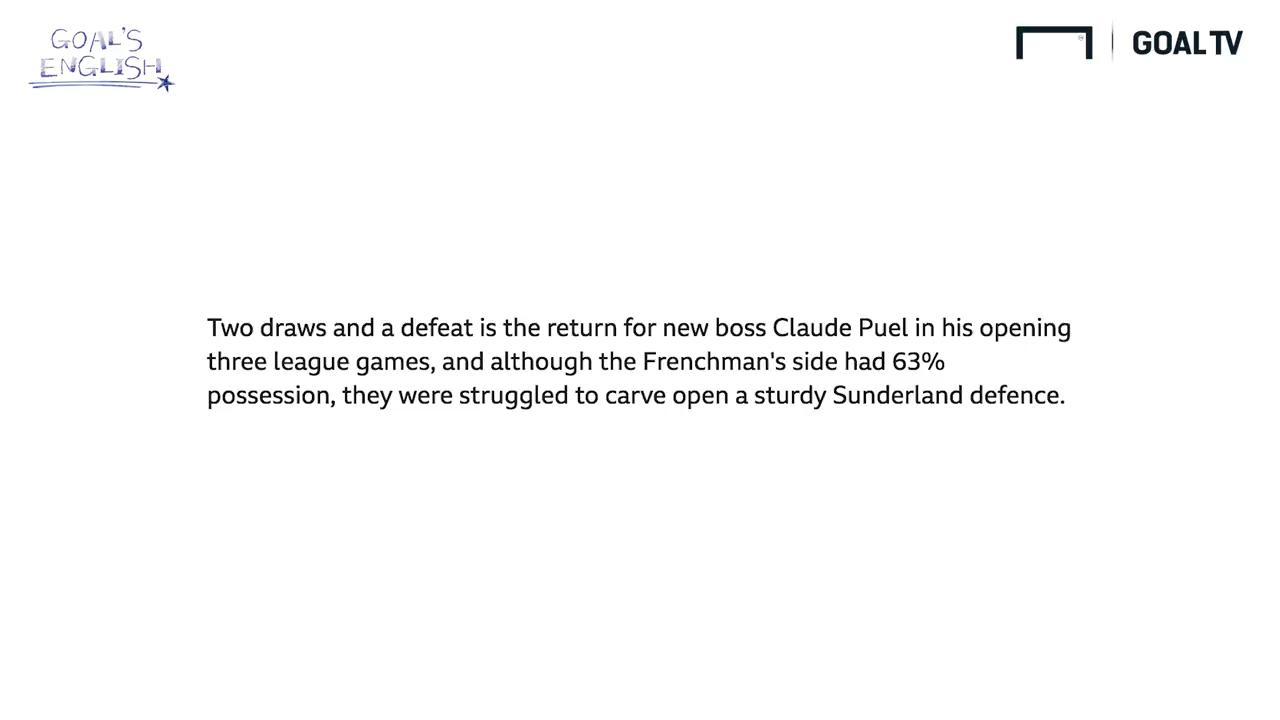 GOAL'S
ENGLISH
GOAL TV
Two draws and a defeat is the return for new boss Claude Puel in his opening
three league games, and although the Frenchman's side had 63%
possession, they were struggled to carve open a sturdy Sunderland defence.